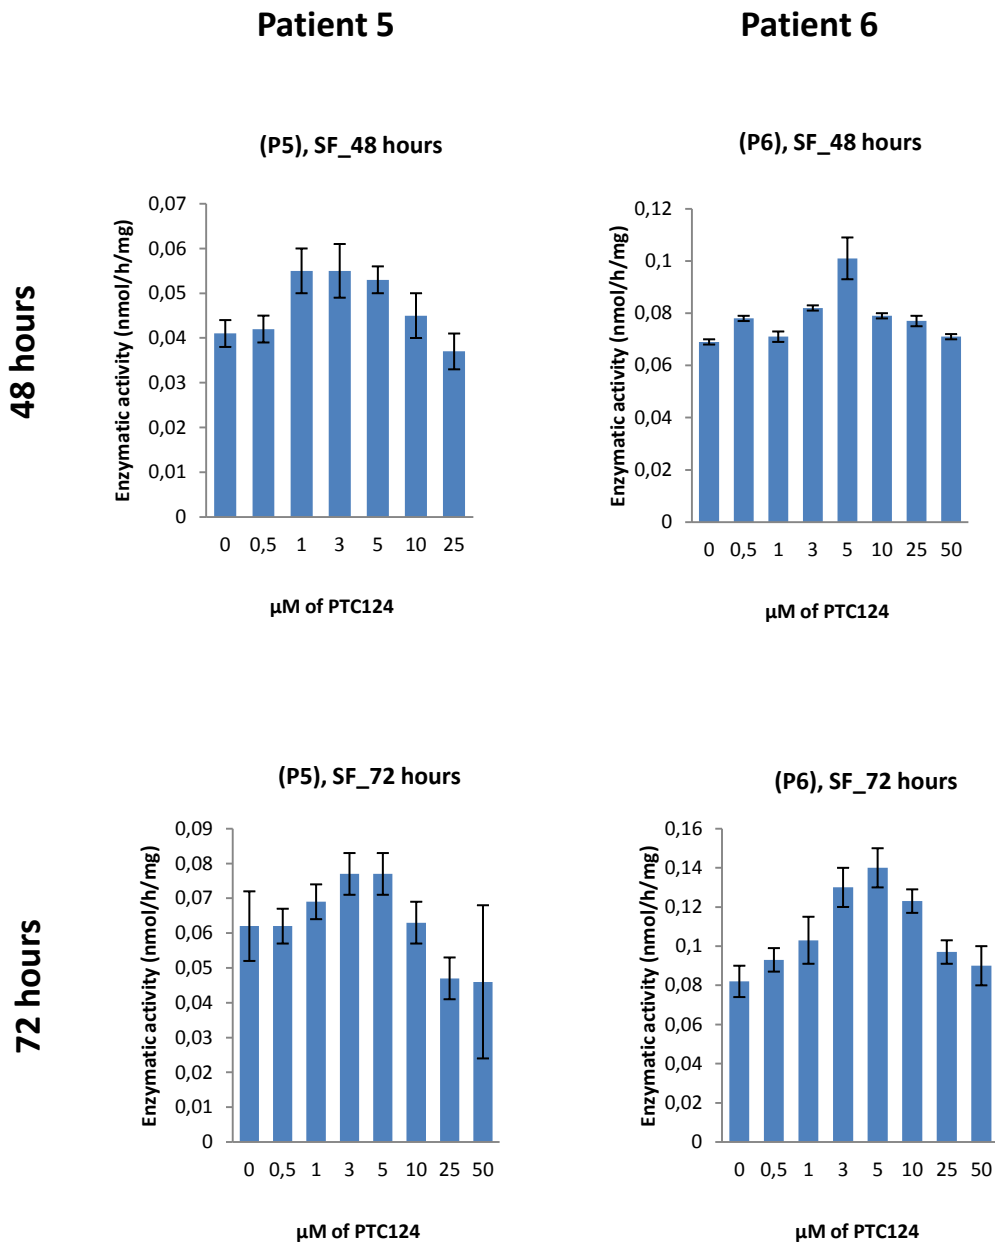 Patient 5
Patient 6
48 hours
(P5), SF_48 hours
Enzymatic activity (nmol/h/mg)
0,07
0,06
0,05
0,04
0,03
0,02
0,01
0
0 0,5 1 3 5 10 25
µM of PTC124
(P6), SF_48 hours
Enzymatic activity (nmol/h/mg)
0,12
0,1
0,08
0,06
0,04
0,02
0
0 0,5 1 3 5 10 25 50
µM of PTC124
72 hours
(P5), SF_72 hours
Enzymatic activity (nmol/h/mg)
0,09
0,08
0,07
0,06
0,05
0,04
0,03
0,02
0,01
0
0 0,5 1 3 5 10 25 50
µM of PTC124
(P6), SF_72 hours
Enzymatic activity (nmol/h/mg)
0,16
0,14
0,12
0,1
0,08
0,06
0,04
0,02
0
0 0,5 1 3 5 10 25 50
µM of PTC124